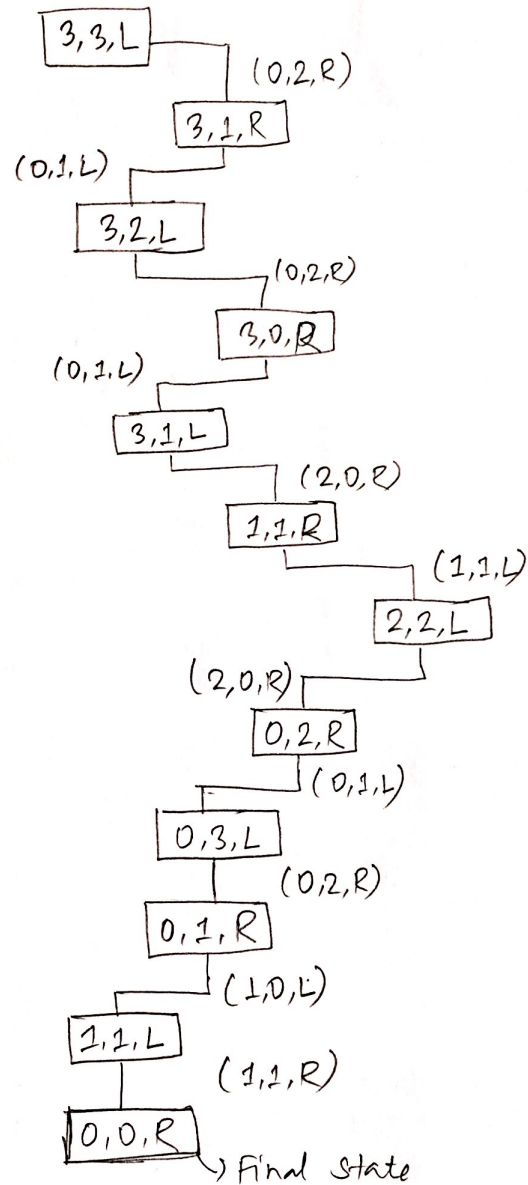 3,3,L
(0,2,R)
3,1,R
(0,1,L)
3,2,L
(0,2,R)
3,0,R
(0,1,L)
3,1,L
(2,0,R)
1,1,R
(1,1,L)
2,2,L
(2,0,R)
0,2,R
(0,1,L)
0,3,L
(0,2,R)
0,1,R
(1,0,L)
1,1,L
(1,1,R)
0,0,R
Final state